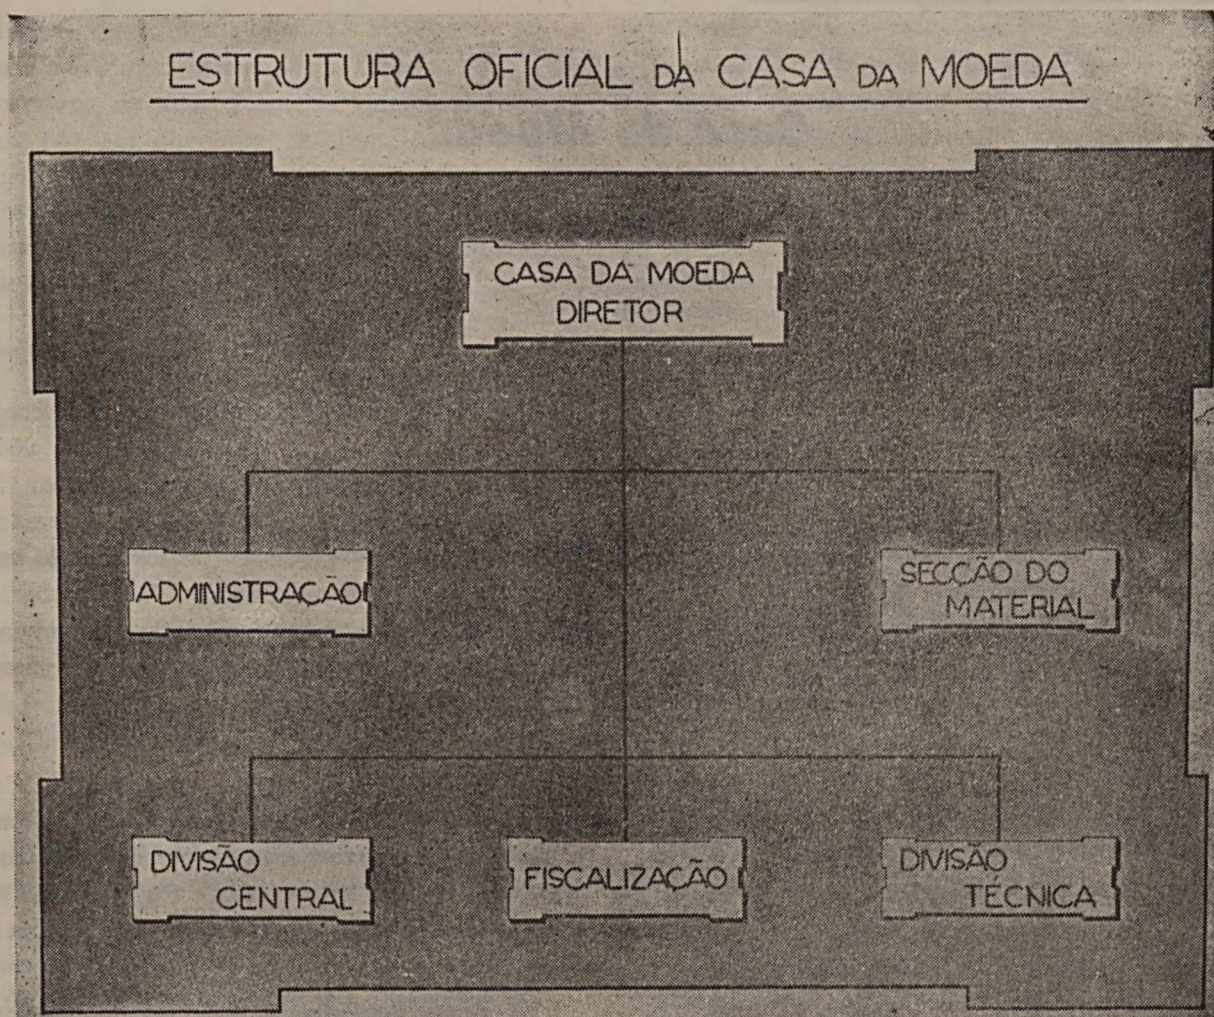 ESTRUTURA OFICIAL DA CASA DA MOEDA
CASA DA MOEDA
DIRETOR
ADMINISTRAÇÃO
SECÇÃO DO
MATERIAL
DIVISÃO
CENTRAL
FISCALIZAÇÃO
DIVISÃO
TÉCNICA